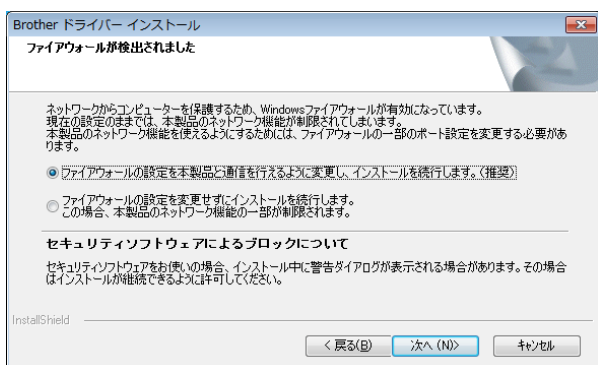 Brother ドライバー インストール
ファイアウォールが検出されました
ネットワークからコンピューターを保護するため、Windowsファイアウォールが有効になっています。
現在の設定のままでは、本製品のネットワーク機能が制限されてしまいます。
本製品のネットワーク機能を使えるようにするためには、ファイアウォールの一部のポート設定を変更する必要があ
ります。
ファイアウォールの設定を本製品と通信を行えるように変更し、インストールを続行します。(推奨)
ファイアウォールの設定を変更せずにインストールを続行します。
この場合、本製品のネットワーク機能の一部が制限されます。
セキュリティソフトウェアによるブロックについて
セキュリティソフトウェアをお使いの場合、インストール中に警告ダイアログが表示される場合があります。その場合
はインストールが継続できるように許可してください。
InstallShield
< 戻る(B) 次へ (N)> キャンセル